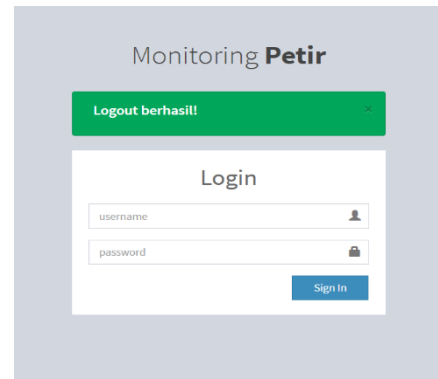 Monitoring Petir
Logout berhasil!
×
Login
username
password
Sign In